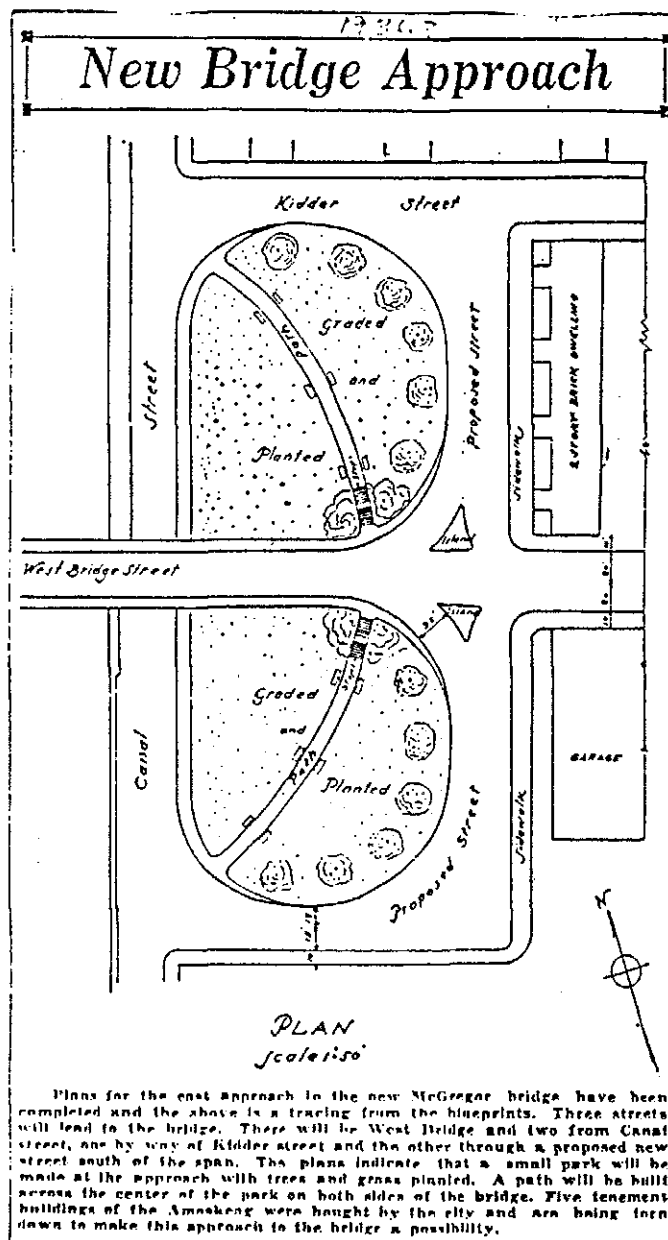 New Bridge Approach
Kidder Street
Graded
Path
and
Planted
Street
Proposed Street
Sidewalk
2 STORY BRICK DWELLING
Island
West Bridge Street
Graded
and
Path
Planted
Canal
Proposed Street
Sidewalk
GARAGE
N
PLAN
Scale 1:50'
Plans for the east approach to the new McGregor bridge have been
completed and the above is a tracing from the blueprints. Three streets
will lead to the bridge. There will be West Bridge and two from Canal
street, one by way of Kidder street and the other through a proposed new
street south of the span. The plans indicate that a small park will be
made at the approach with trees and grass planted. A path will be built
across the center of the park on both sides of the bridge. Five tenement
buildings of the Amoskeag were bought by the city and are being torn
down to make this approach to the bridge a possibility.